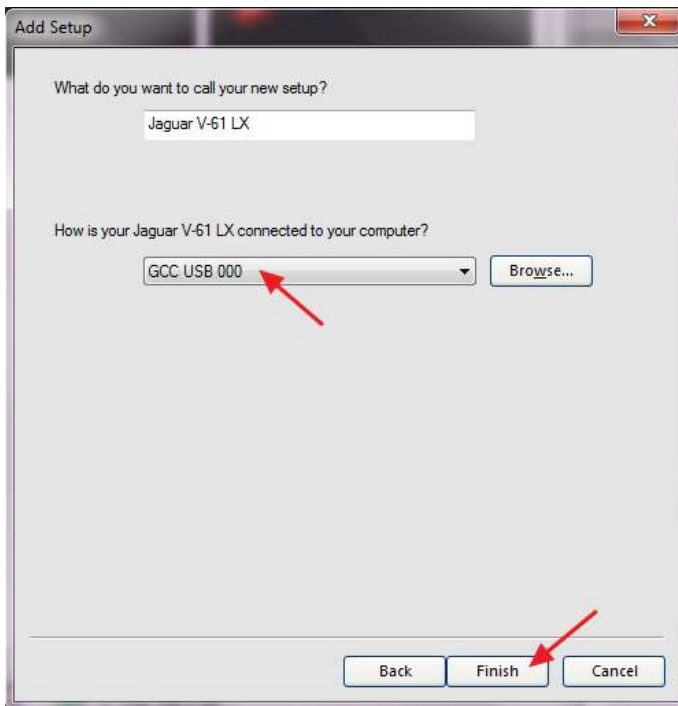 Add Setup
What do you want to call your new setup?
Jaguar V-61 LX
How is your Jaguar V-61 LX connected to your computer?
GCC USB 000
Browse...
Back
Finish
Cancel